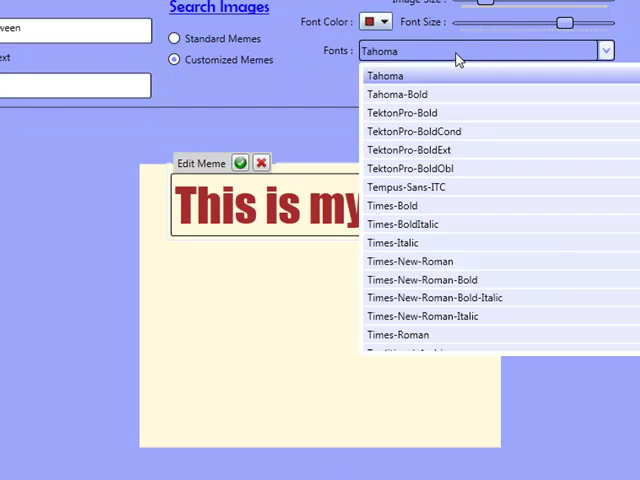 Search Images
Image Size :
ween
Font Color :
Font Size :
Standard Memes
Fonts :
Tahoma
ext
Customized Memes
Tahoma
Tahoma-Bold
TektonPro-Bold
TektonPro-BoldCond
TektonPro-BoldExt
TektonPro-BoldObl
Tempus-Sans-ITC
Times-Bold
Times-BoldItalic
Times-Italic
Times-New-Roman
Times-New-Roman-Bold
Times-New-Roman-Bold-Italic
Times-New-Roman-Italic
Times-Roman
Edit Meme
This is my